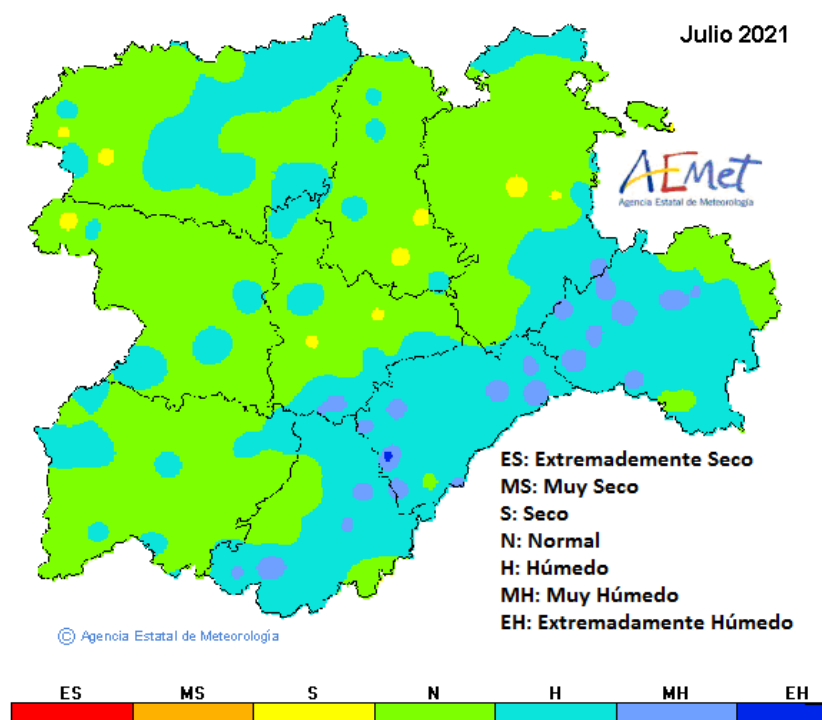 Julio 2021
AEMet
Agencia Estatal de Meteorología
ES: Extremademente Seco
MS: Muy Seco
S: Seco
N: Normal
H: Húmedo
MH: Muy Húmedo
EH: Extremadamente Húmedo
© Agencia Estatal de Meteorología
ES MS S N H MH EH